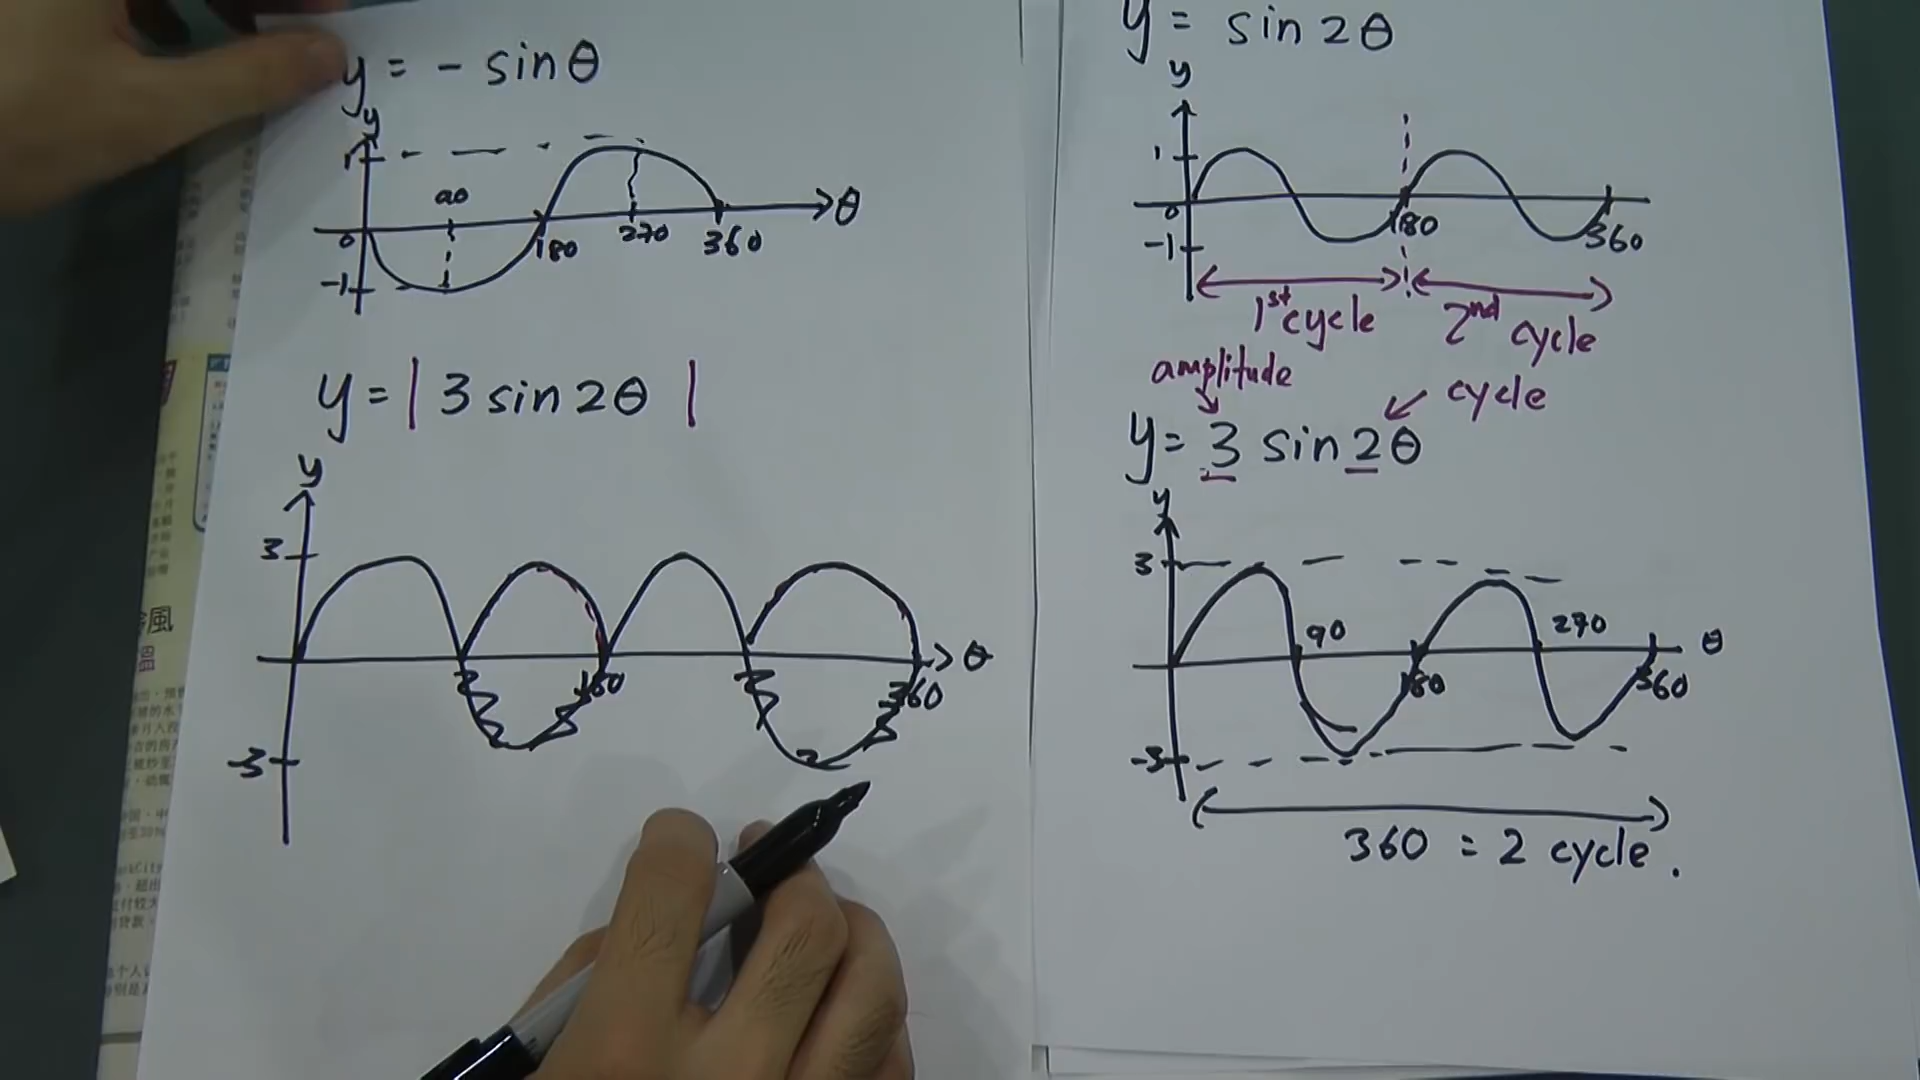 y = - sinθ
y
1
90
θ
0
180
270
360
-1
y = | 3 sin 2θ |
y
3
θ
180
360
-3
y = sin 2θ
y
1
0
180
360
-1
1st cycle
2nd cycle
amplitude
cycle
y = 3 sin 2θ
y
3
90
270
θ
180
360
-3
360 = 2 cycle.
風
溫